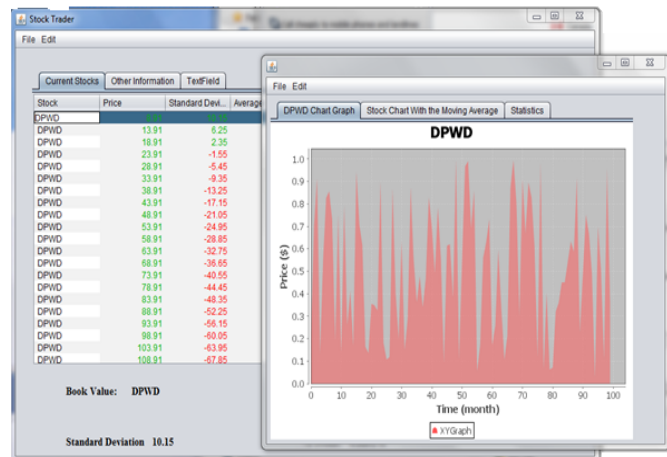 Stock Trader
File Edit
Current Stocks Other Information TextField
Stock Price Standard Devi... Average
DPWD 10.15
DPWD 13.91 6.25
DPWD 18.91 2.35
DPWD 23.91 -1.55
DPWD 28.91 -5.45
DPWD 33.91 -9.35
DPWD 38.91 -13.25
DPWD 43.91 -17.15
DPWD 48.91 -21.05
DPWD 53.91 -24.95
DPWD 58.91 -28.85
DPWD 63.91 -32.75
DPWD 68.91 -36.65
DPWD 73.91 -40.55
DPWD 78.91 -44.45
DPWD 83.91 -48.35
DPWD 88.91 -52.25
DPWD 93.91 -56.15
DPWD 98.91 -60.05
DPWD 103.91 -63.95
DPWD 108.91 -67.85
Book Value: DPWD
Standard Deviation 10.15
File Edit
DPWD Chart Graph Stock Chart With the Moving Average Statistics
DPWD
1.0
0.9
0.8
0.7
0.6
0.5
0.4
0.3
0.2
0.1
0.0
Price ($)
0 10 20 30 40 50 60 70 80 90 100
Time (month)
XYGraph